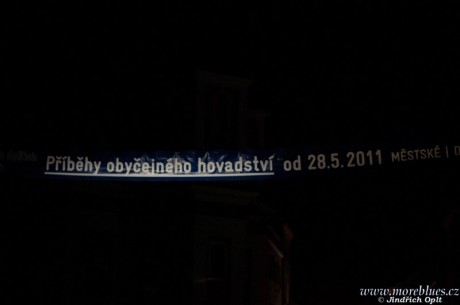 Příběhy obyčejného hovadství od 28.5.2011 MĚSTSKÉ
www.moreblues.cz
© Jindřich Oplt